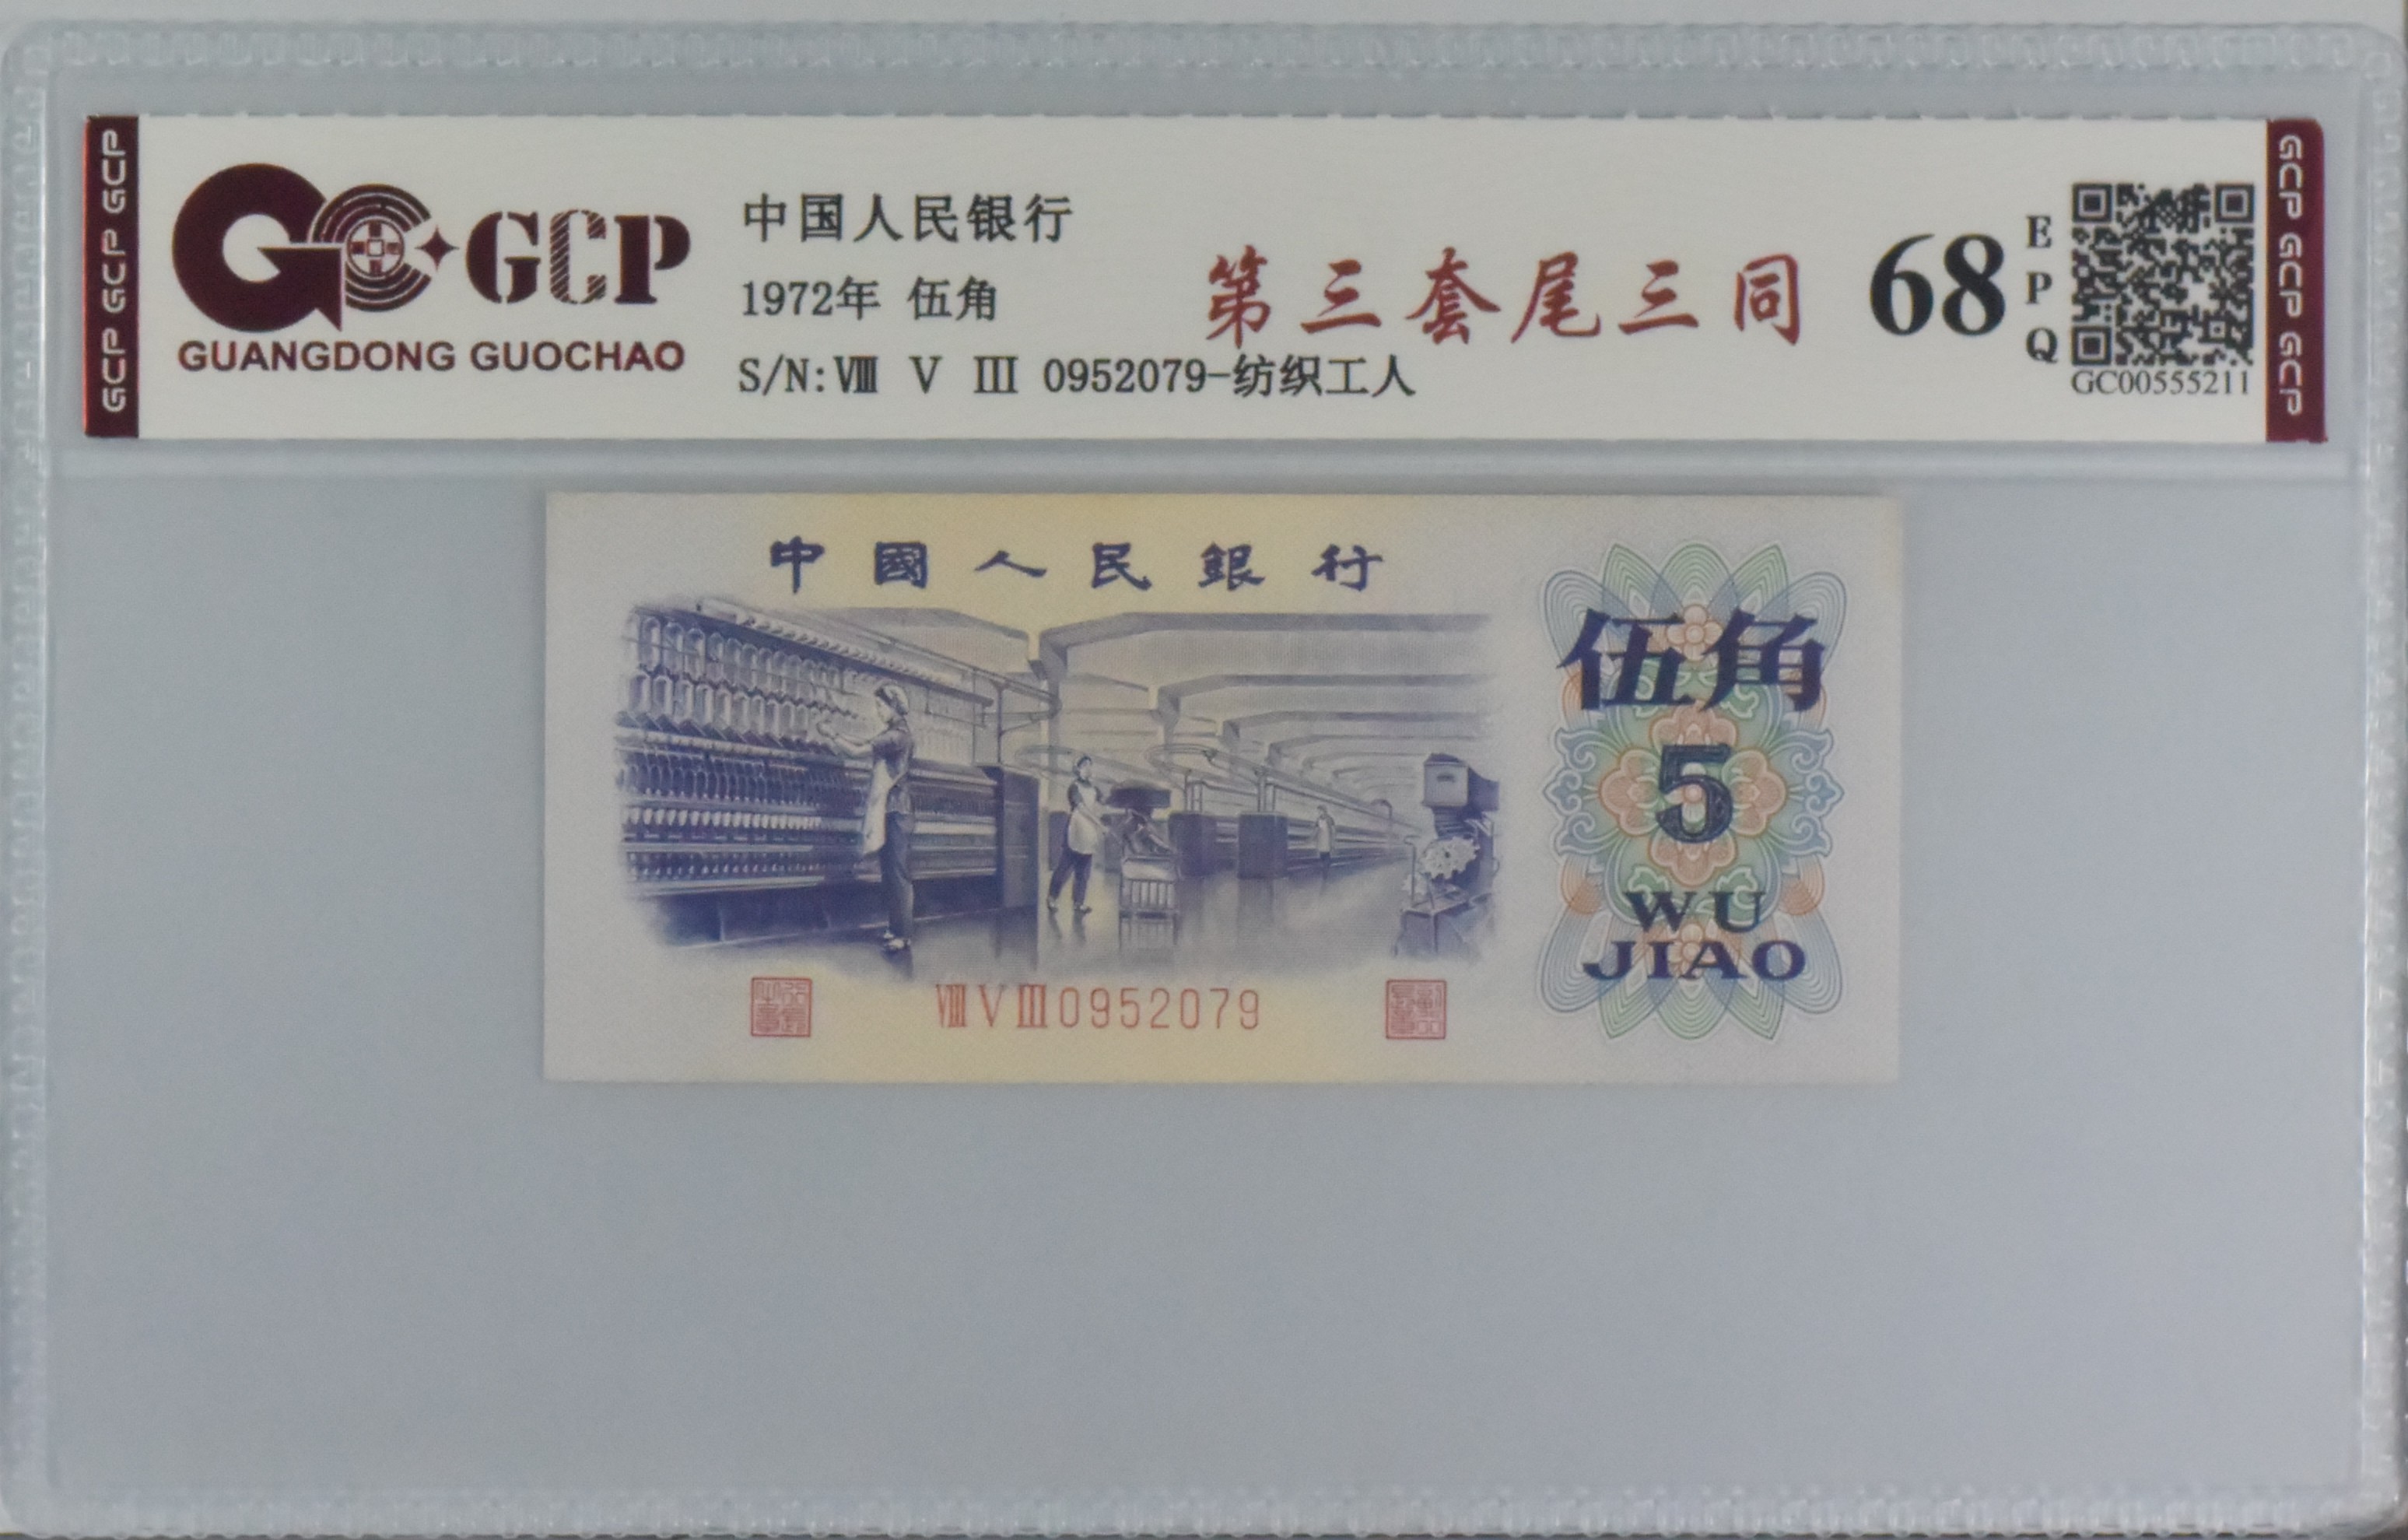 GCP GCP GCP
GCP
GUANGDONG GUOCHAO
中国人民银行
1972年 伍角
S/N:Ⅷ Ⅴ Ⅲ 0952079-纺织工人
第三套尾三同
68
EPQ
GC00555211
GCP GCP GCP
中國人民銀行
伍角
5
WU
JIAO
ⅧⅤⅢ0952079